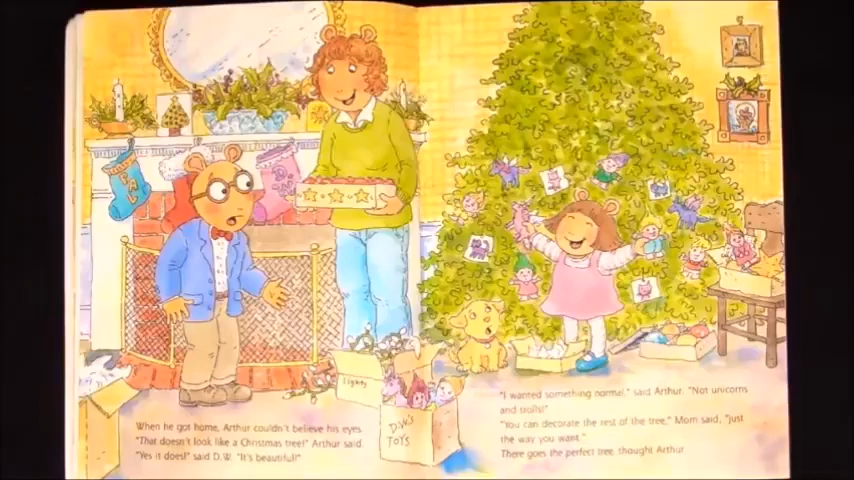 PAL
D.W.
Lights
D.W.'s
TOYS
When he got home, Arthur couldn't believe his eyes.
"That doesn't look like a Christmas tree!" Arthur said.
"Yes it does!" said D.W. "It's beautiful!"
"I wanted something normal," said Arthur. "Not unicorns
and trolls!"
"You can decorate the rest of the tree," Mom said, "just
the way you want."
There goes the perfect tree, thought Arthur.